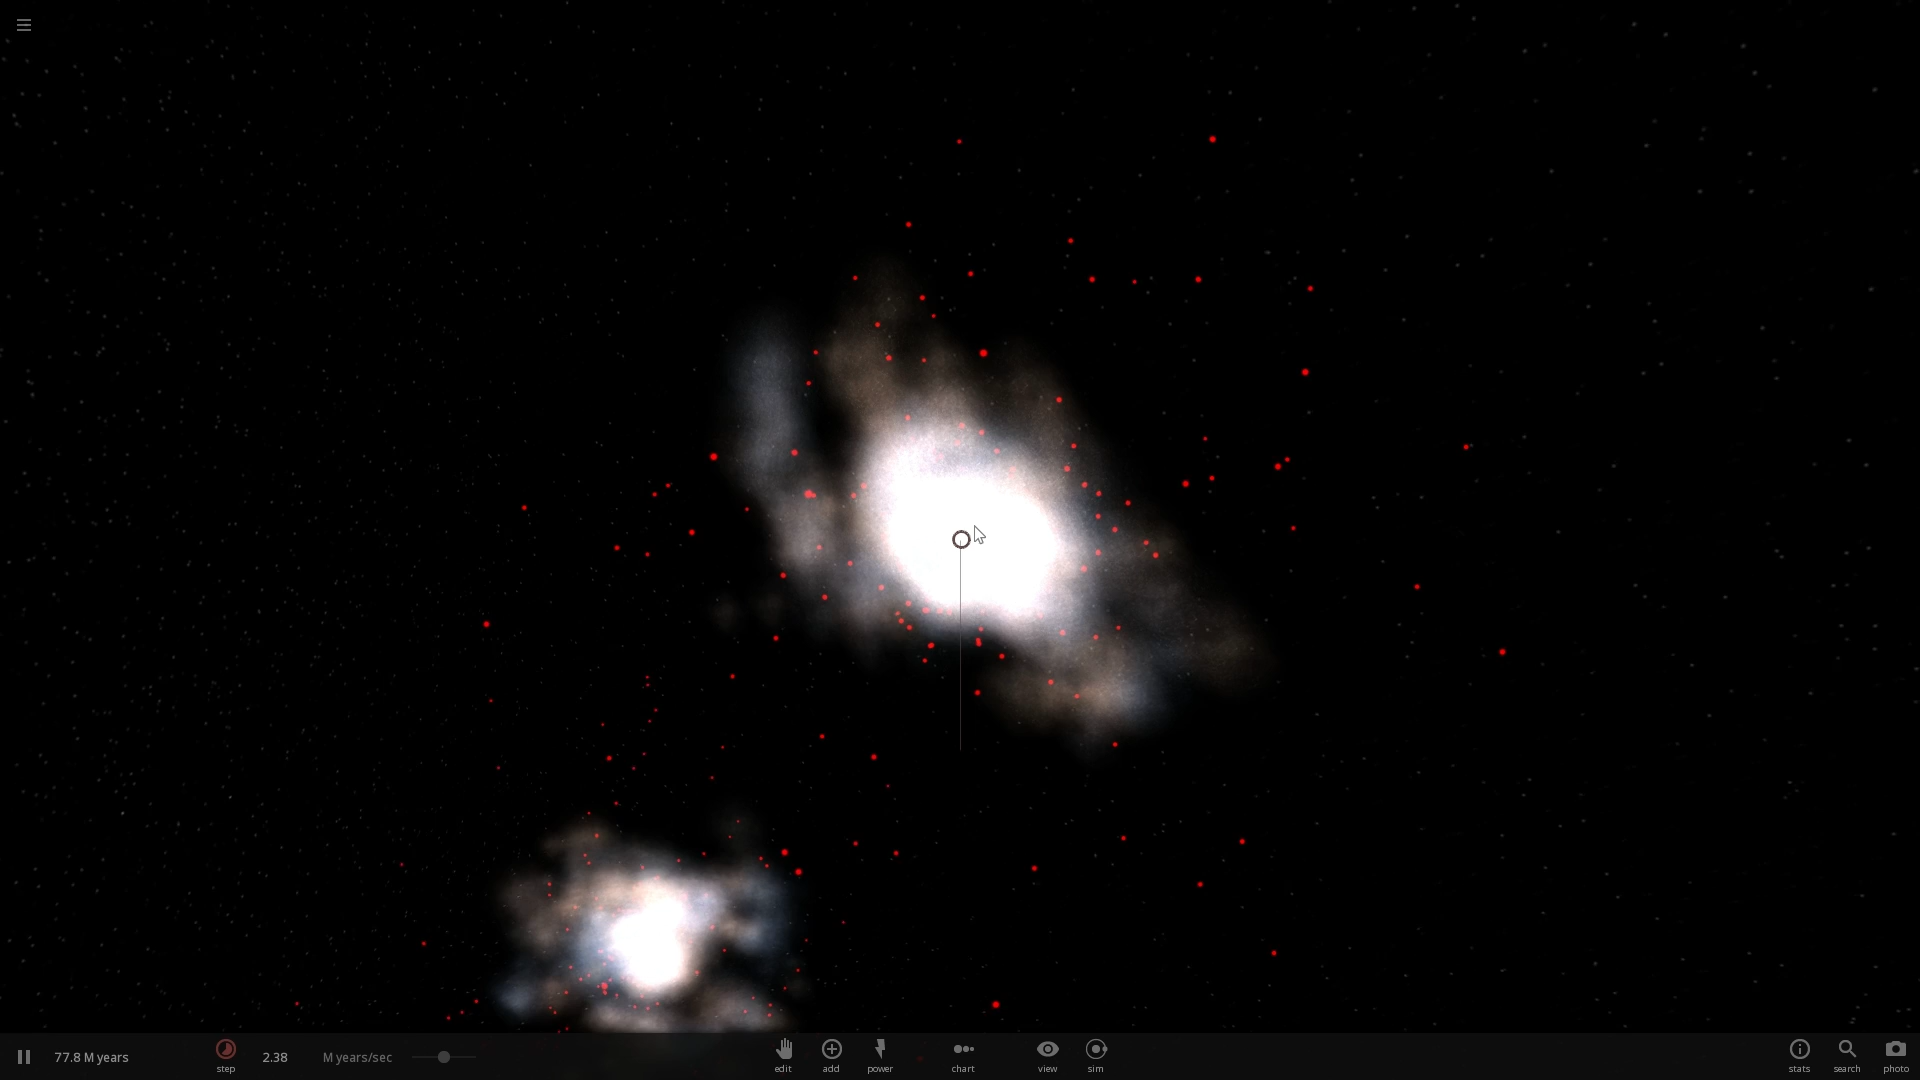 77.8 M years
step
2.38 M years/sec
edit
add
power
chart
view
sim
stats
search
photo